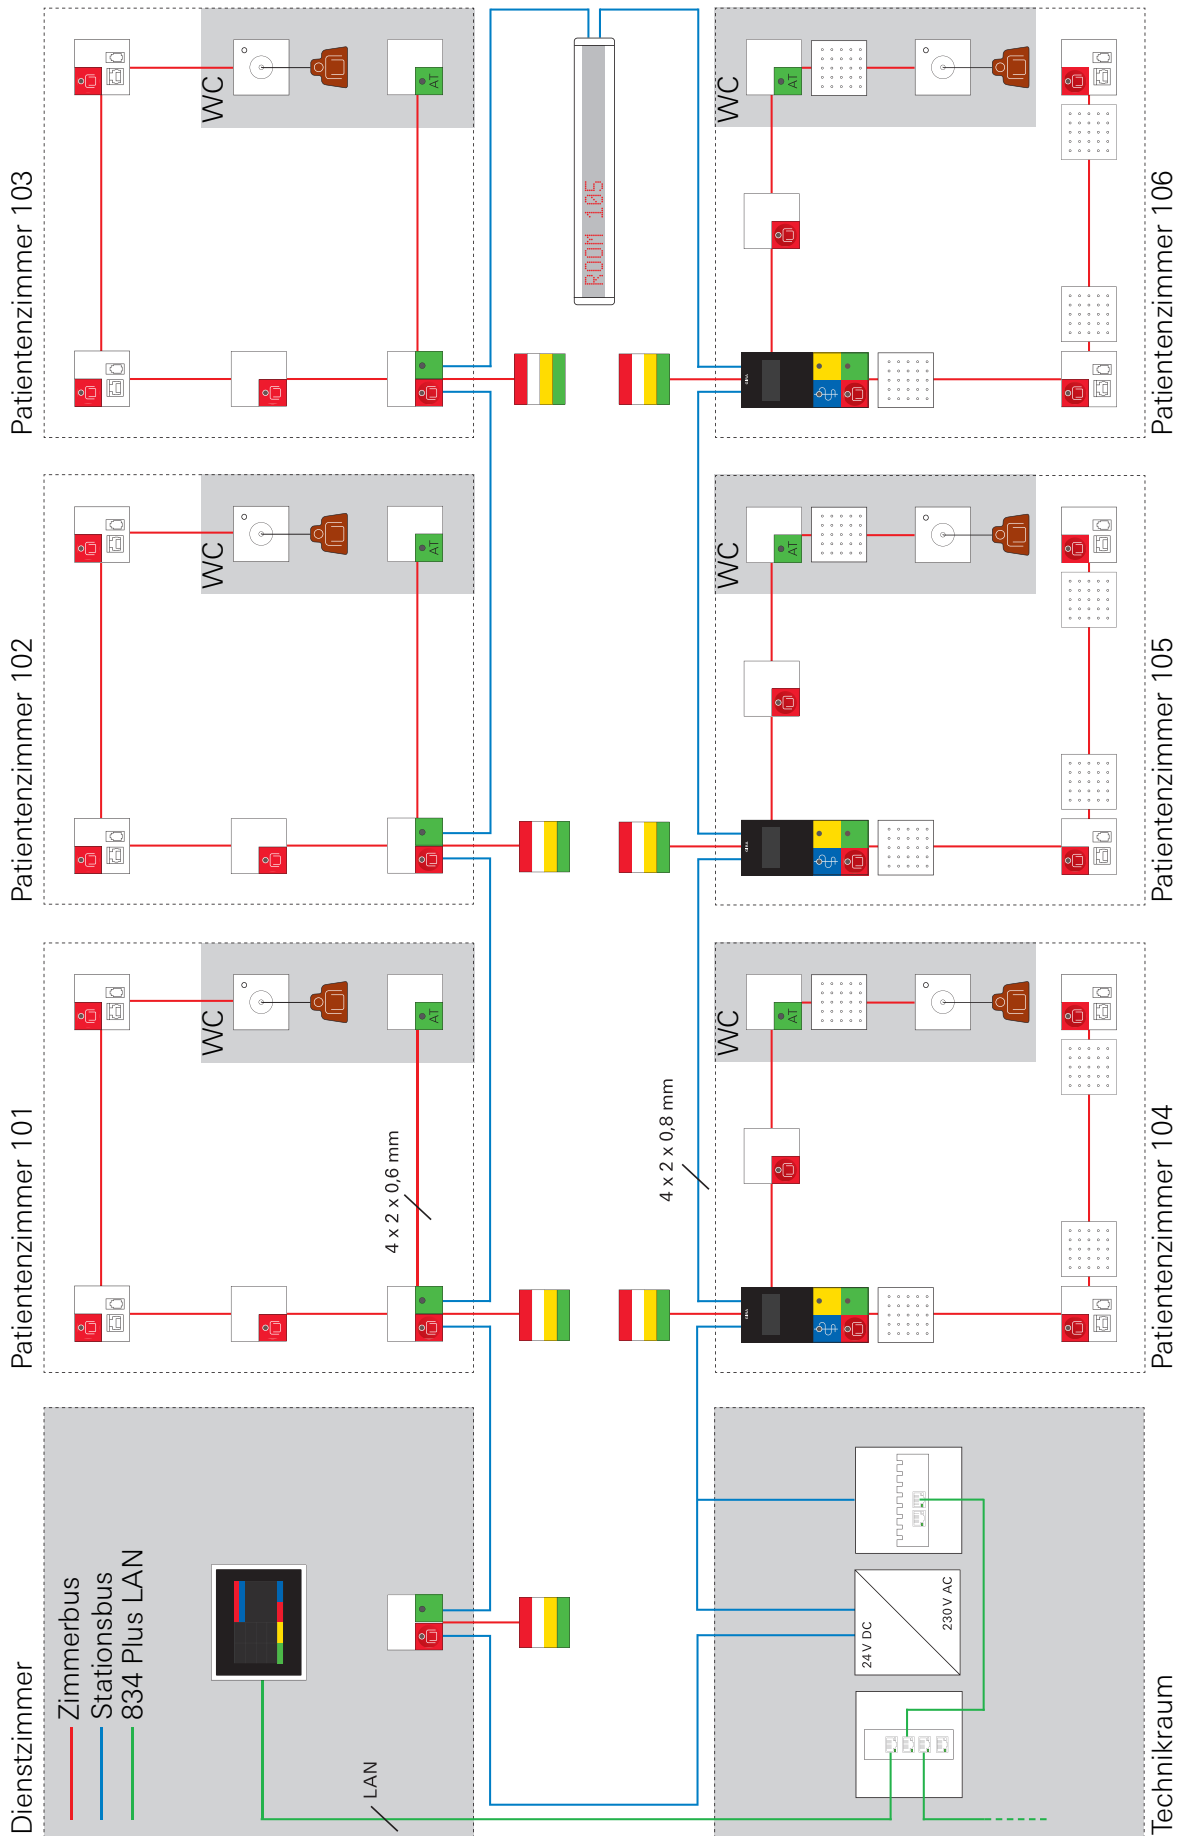 Dienstzimmer
Zimmerbus
Stationsbus
834 Plus LAN
LAN
Patientenzimmer 101
WC
AT
4 x 2 x 0,6 mm
Patientenzimmer 102
WC
AT
Patientenzimmer 103
WC
AT
ROOM 105
Technikraum
24 V DC
230 V AC
4 x 2 x 0,8 mm
Patientenzimmer 104
WC
AT
Patientenzimmer 105
WC
AT
Patientenzimmer 106
WC
AT